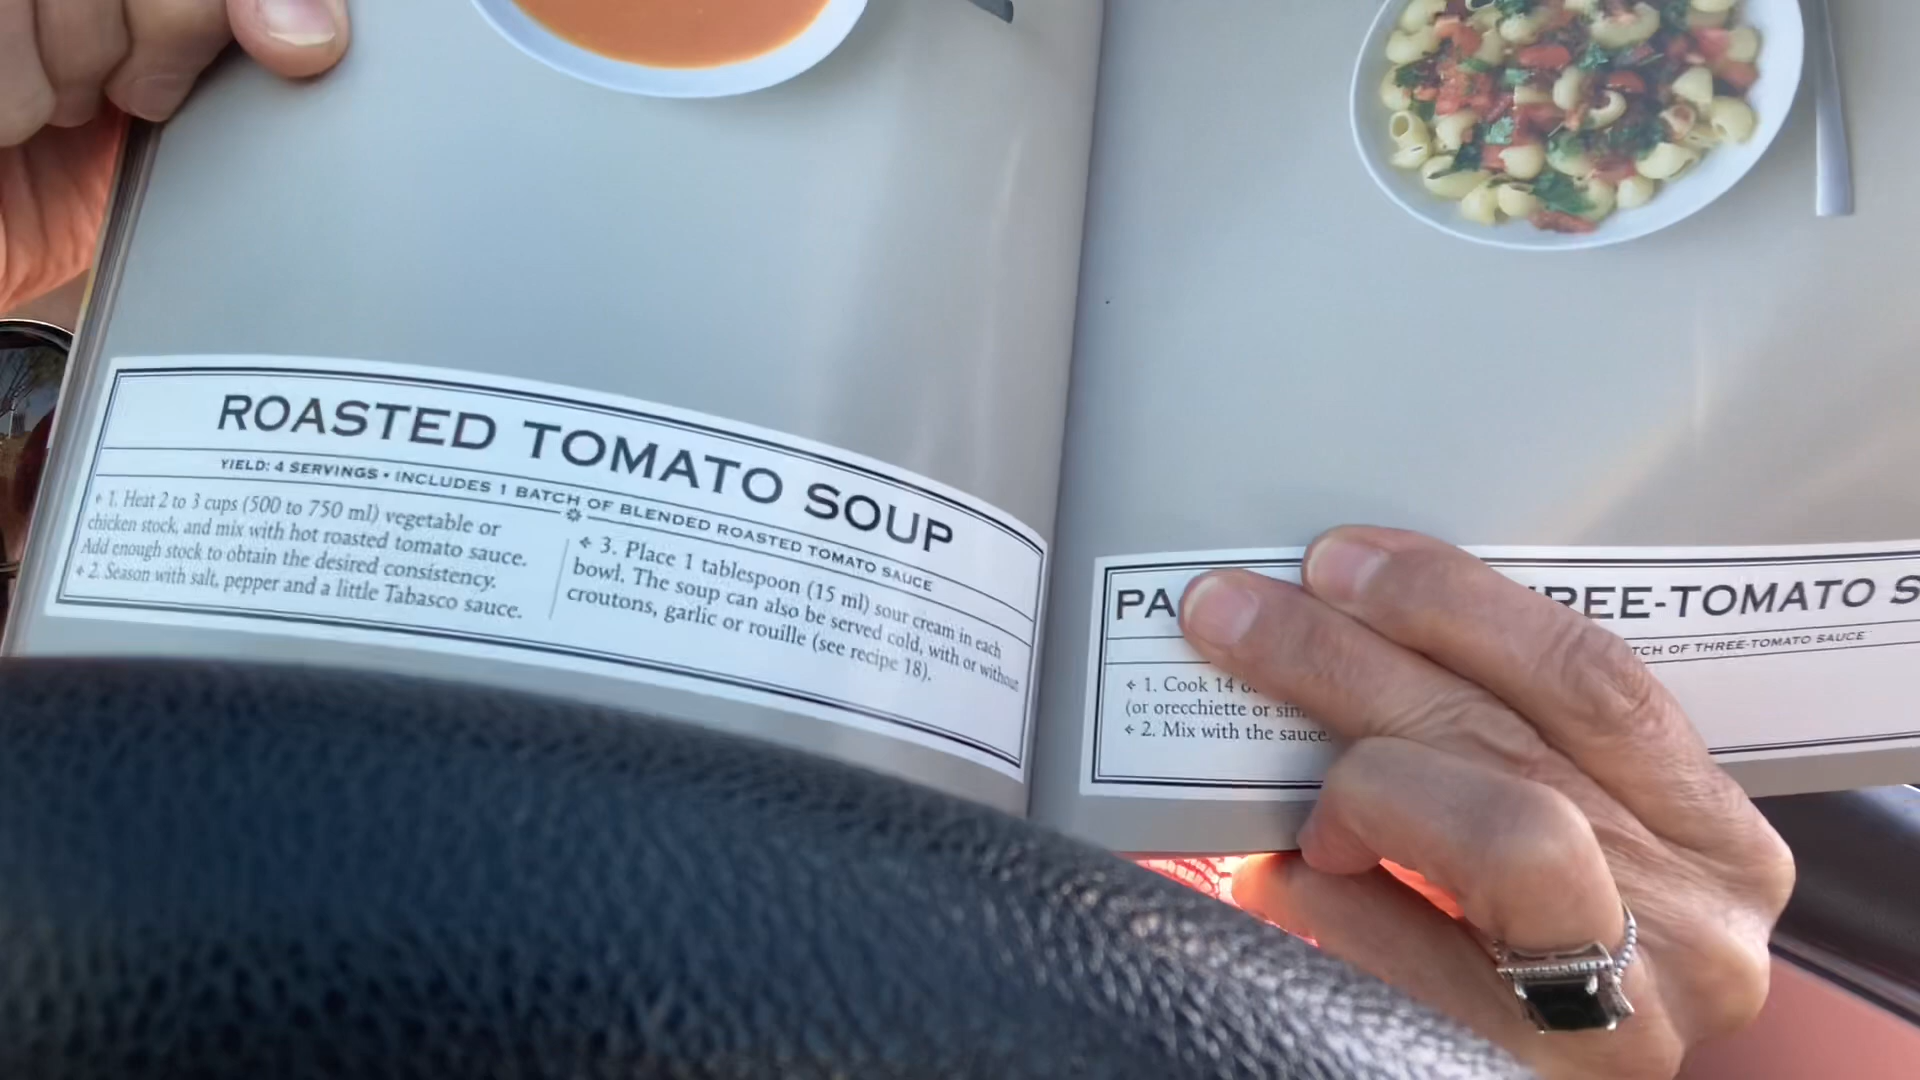 ROASTED TOMATO SOUP
YIELD: 4 SERVINGS • INCLUDES 1 BATCH OF BLENDED ROASTED TOMATO SAUCE
1. Heat 2 to 3 cups (500 to 750 ml) vegetable or
chicken stock, and mix with hot roasted tomato sauce.
Add enough stock to obtain the desired consistency.
2. Season with salt, pepper and a little Tabasco sauce.
3. Place 1 tablespoon (15 ml) sour cream in each
bowl. The soup can also be served cold, with or without
croutons, garlic or rouille (see recipe 18).
PA REE-TOMATO S
TCH OF THREE-TOMATO SAUCE
1. Cook 14
(or orecchiette or
2. Mix with the sauce.